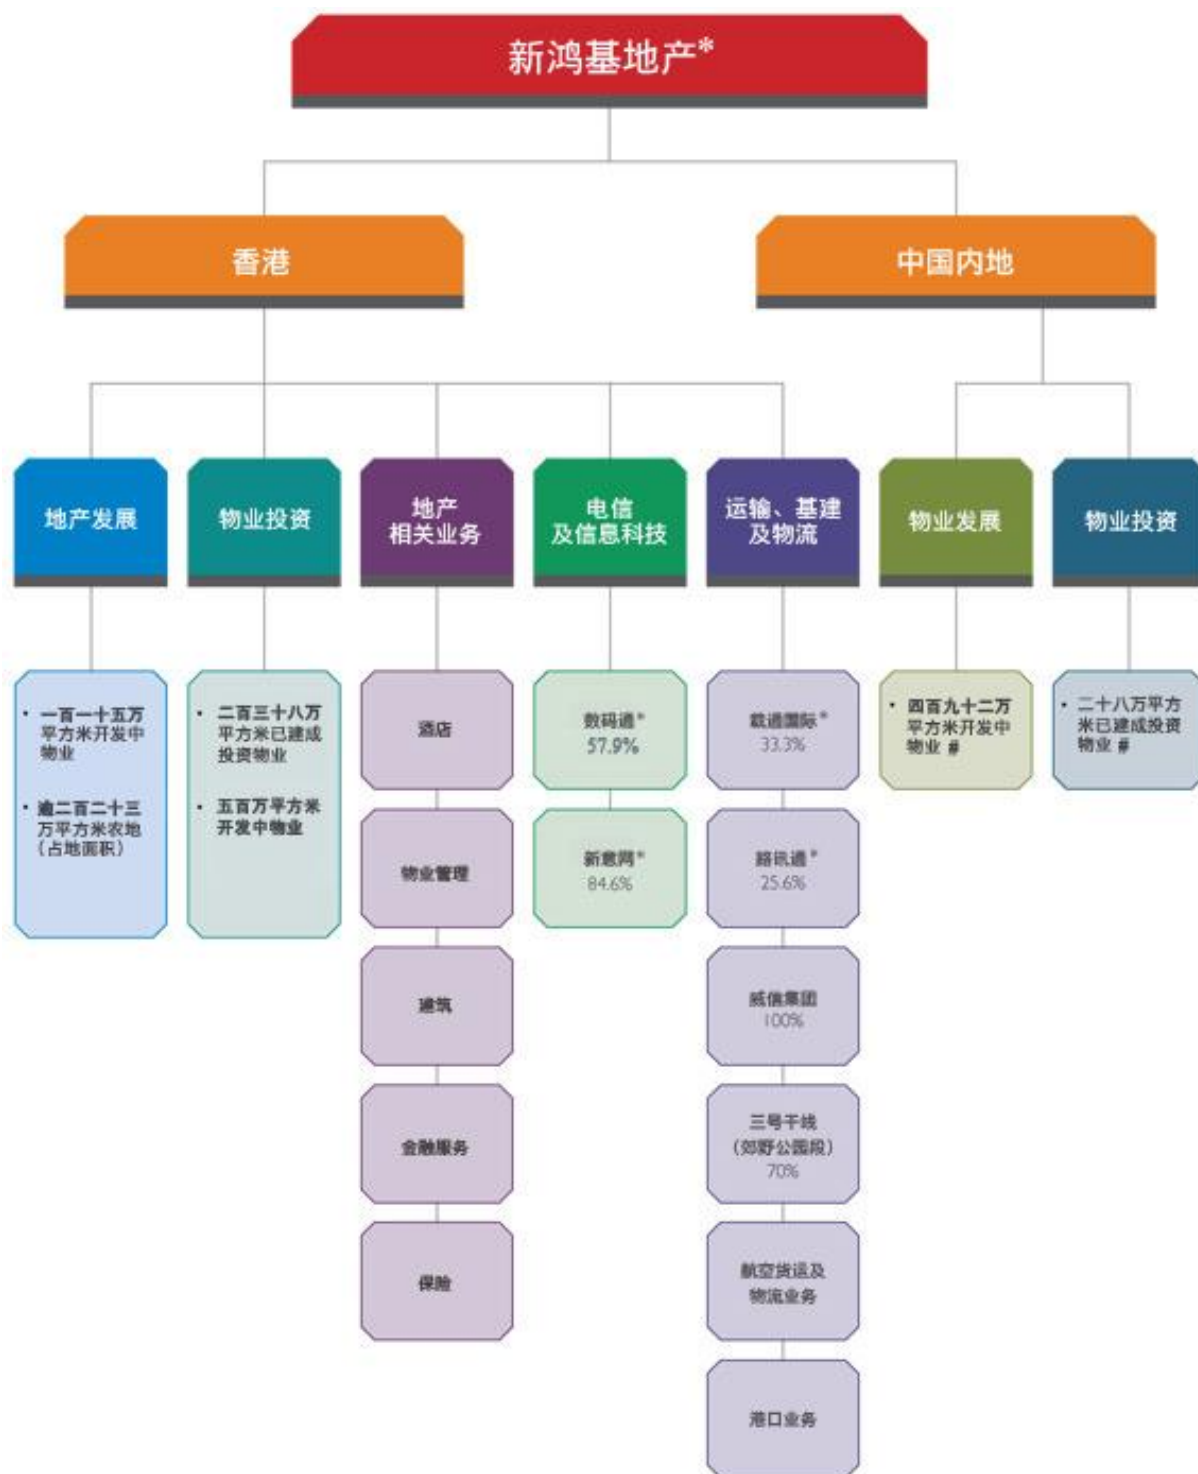 新鸿基地产*
香港
中国内地
地产发展
物业投资
地产
相关业务
电信
及信息科技
运输、基建
及物流
物业发展
物业投资
• 一百一十五万
平方米开发中
物业
• 逾二百二十三
万平方米农地
（占地面积）
• 二百三十八万
平方米已建成
投资物业
• 五百万平方米
开发中物业
酒店
物业管理
建筑
金融服务
保险
数码通*
57.9%
新意网*
84.6%
载通国际*
33.3%
路讯通*
25.6%
威信集团
100%
三号干线
（郊野公园段）
70%
航空货运及
物流业务
港口业务
• 四百九十二万
平方米开发中
物业 #
• 二十八万平方
米已建成投资
物业 #